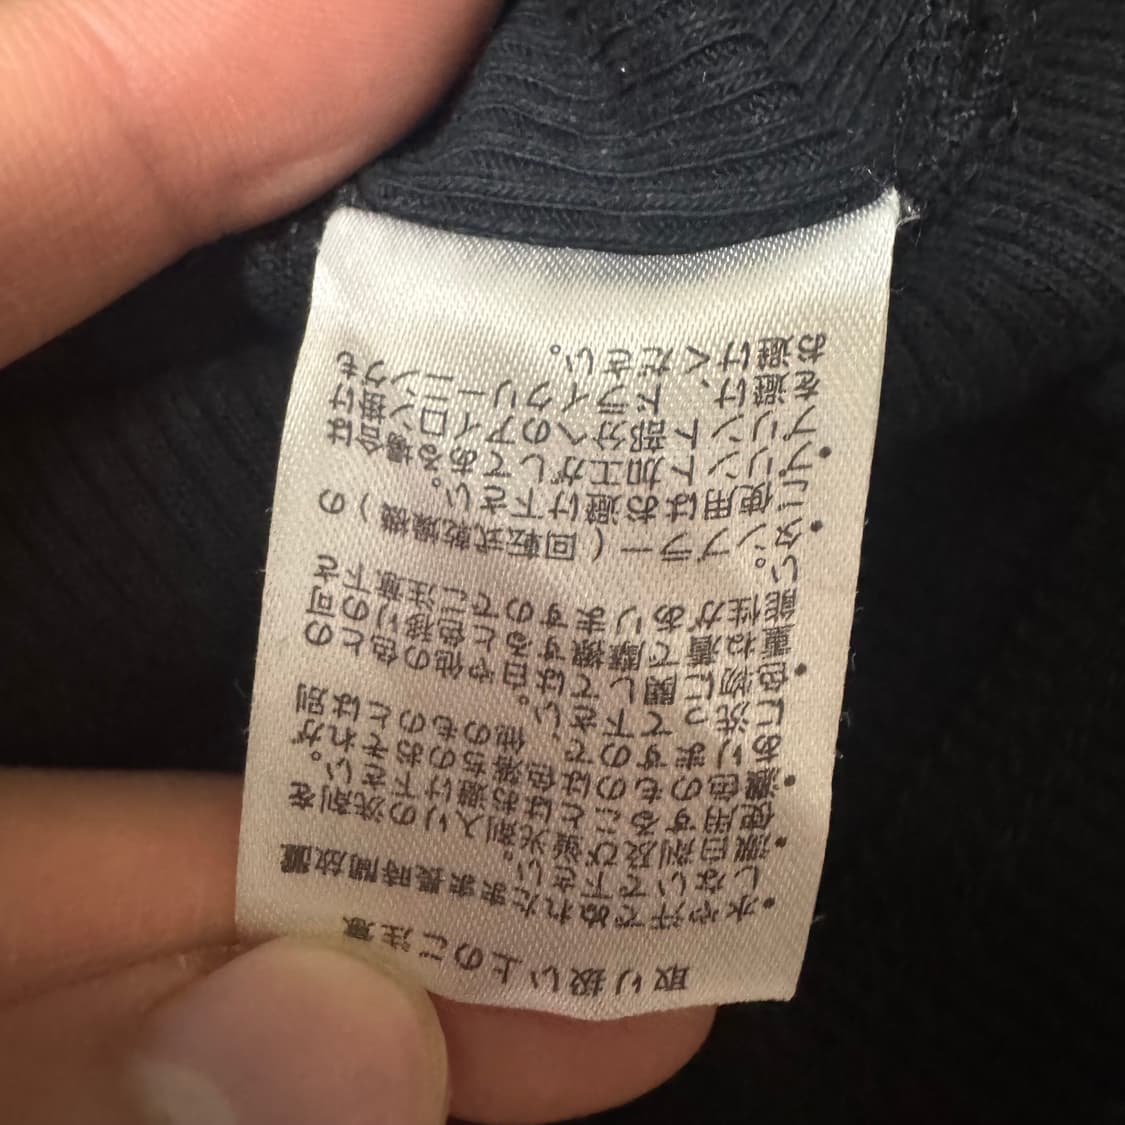 取り扱い上のご注意
•水や汗でぬれたまま長時間放置
しないで下さい。
•漂白剤及び蛍光剤入りの洗剤を
使用することはお避け下さい。
•濃色のものは色落ちのおそれが
ありますので、他のものとは別
に洗って下さい。
•色物に関しては白や他の色との
重ね着で摩擦すると色移りの可
能性がありますのでご注意下さ
い。
•タンブラー(回転式乾燥機)の
ご使用はお避け下さい。
•プリント加工がしてある場合は
プリント部分へのアイロン掛け
を避け、ドライクリーニングも
お避けください。